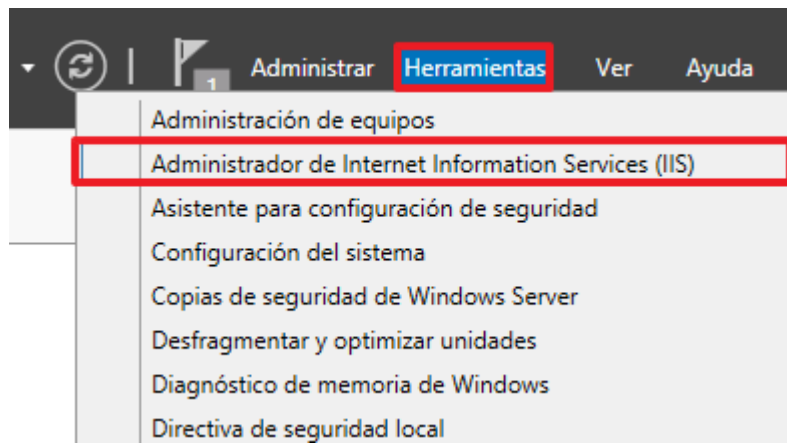 1 Administrar Herramientas Ver Ayuda
Administración de equipos
Administrador de Internet Information Services (IIS)
Asistente para configuración de seguridad
Configuración del sistema
Copias de seguridad de Windows Server
Desfragmentar y optimizar unidades
Diagnóstico de memoria de Windows
Directiva de seguridad local